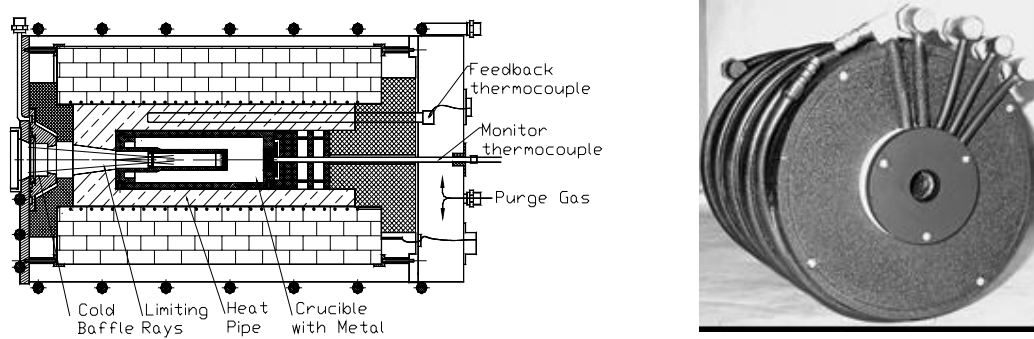 Feedback
thermocouple
Monitor
thermocouple
Purge Gas
Cold
Baffle
Limiting
Rays
Heat
Pipe
Crucible
with Metal